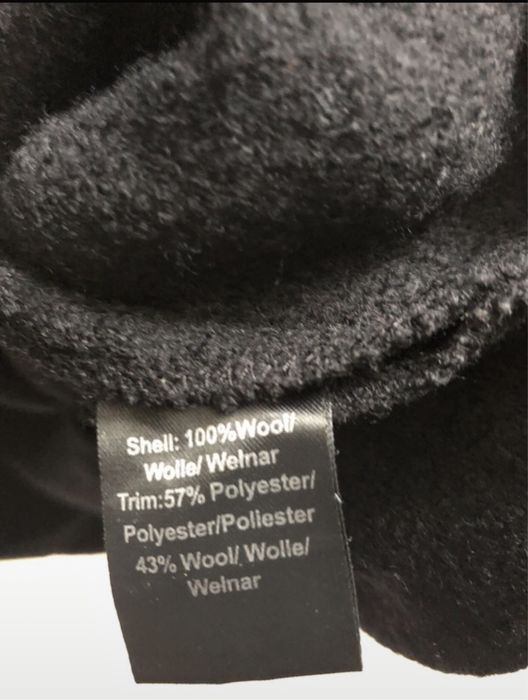 Shell: 100%Wool/
Wolle/ Welnar
Trim:57% Polyester/
Polyester/Poliester
43% Wool/ Wolle/
Welnar